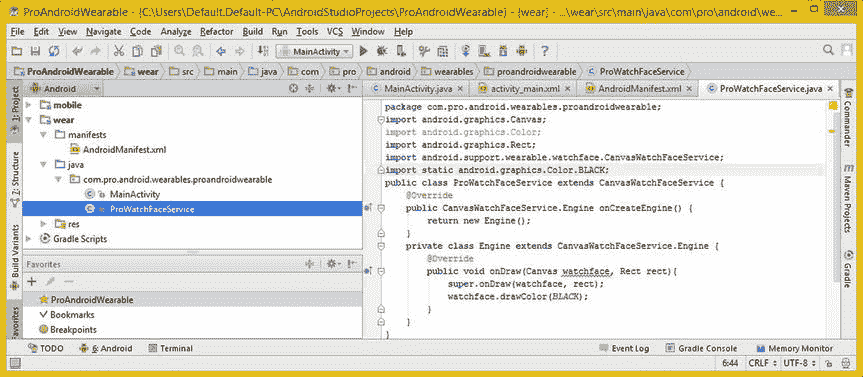 ProAndroidWearable - [C:\Users\Default.Default-PC\AndroidStudioProjects\ProAndroidWearable] - [wear] - ...\wear\src\main\java\com\pro\android\we...
File Edit View Navigate Code Analyze Refactor Build Run Tools VCS Window Help
MainActivity
ProAndroidWearable wear src main java com pro android wearables proandroidwearable ProWatchFaceService
Android
MainActivity.java activity_main.xml AndroidManifest.xml ProWatchFaceService.java
1: Project
7: Structure
Build Variants
Favorites
mobile
wear
manifests
AndroidManifest.xml
java
com.pro.android.wearables.proandroidwearable
MainActivity
ProWatchFaceService
res
Gradle Scripts
Favorites
ProAndroidWearable
Bookmarks
Breakpoints
package com.pro.android.wearables.proandroidwearable;
import android.graphics.Canvas;
import android.graphics.Color;
import android.graphics.Rect;
import android.support.wearable.watchface.CanvasWatchFaceService;
import static android.graphics.Color.BLACK;
public class ProWatchFaceService extends CanvasWatchFaceService {
@Override
public CanvasWatchFaceService.Engine onCreateEngine() {
return new Engine();
}
private class Engine extends CanvasWatchFaceService.Engine {
@Override
public void onDraw(Canvas watchface, Rect rect){
super.onDraw(watchface, rect);
watchface.drawColor(BLACK);
}
}
}
Commander
Maven Projects
Gradle
TODO 6: Android Terminal Event Log Gradle Console Memory Monitor
6:44 CRLF UTF-8